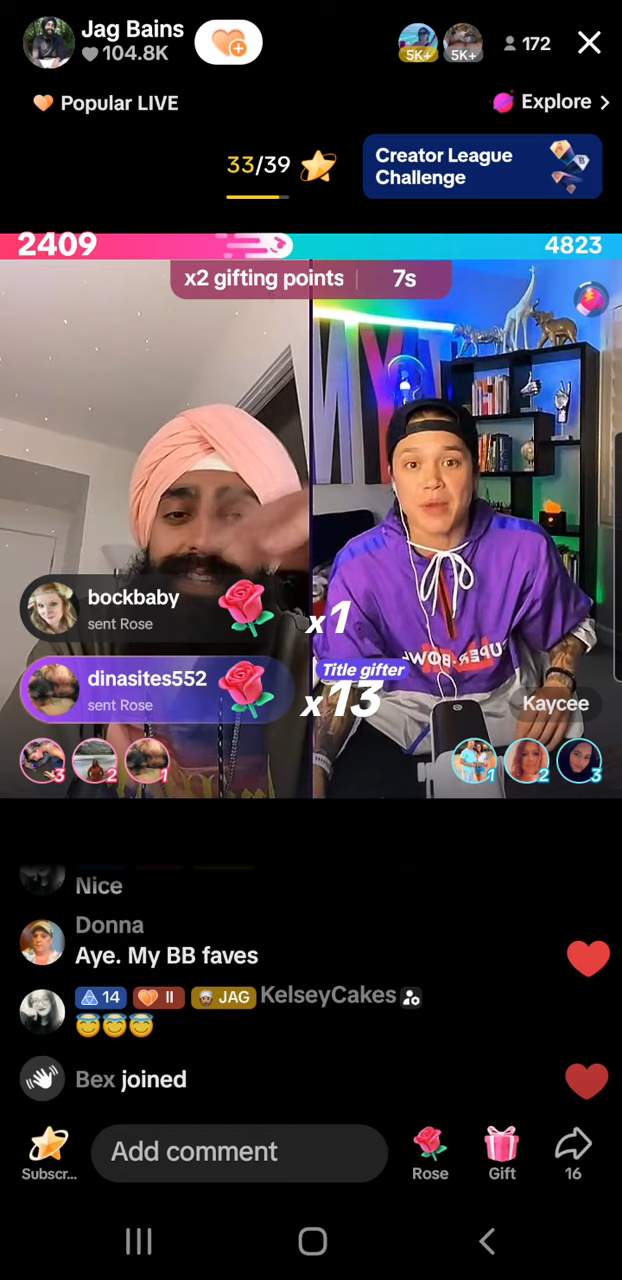 Jag Bains
104.8K
5K+
5K+
172
Popular LIVE
Explore >
33/39
Creator League
Challenge
2409
4823
x2 gifting points | 7s
bockbaby
sent Rose
x1
dinasites552
sent Rose
Title gifter
x13
SUPER BOWL
Kaycee
3
2
1
1
2
3
Nice
Donna
Aye. My BB faves
14 II JAG KelseyCakes
😇😇😇
Bex joined
Add comment
Subscr...
Rose
Gift
16